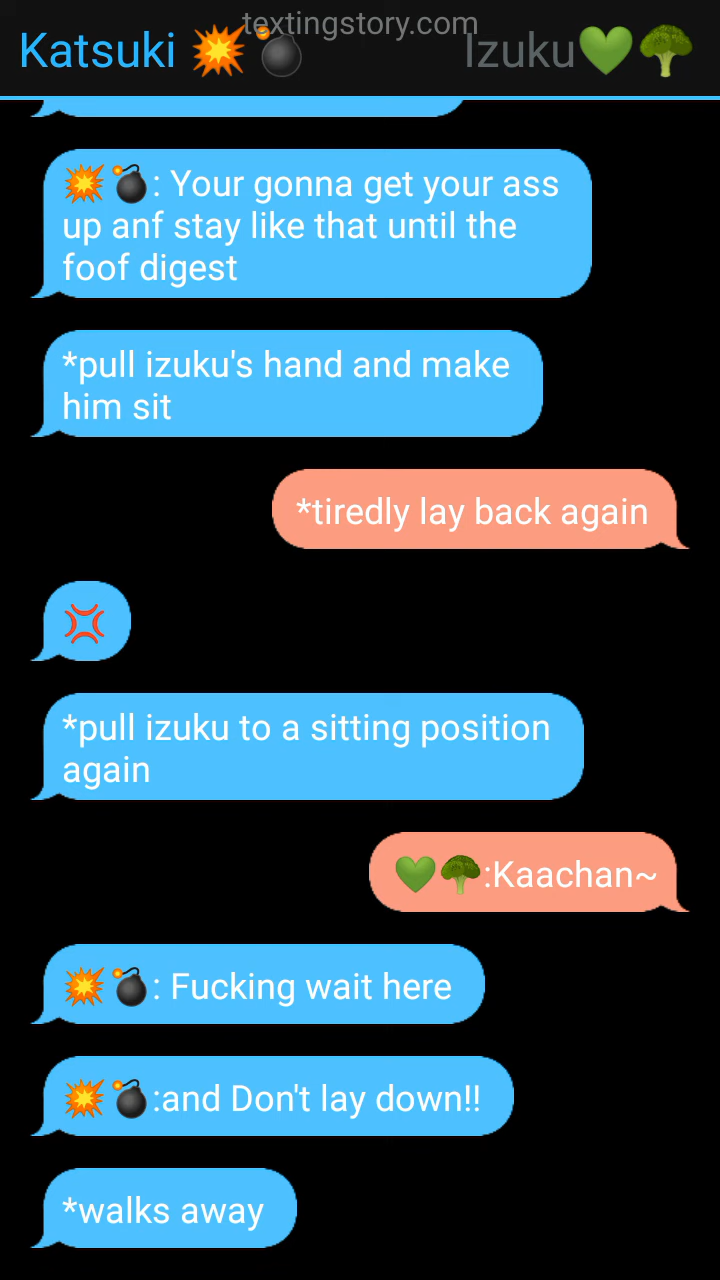 textingstory.com
Katsuki 💥💣 Izuku💚🥦
💥💣: Your gonna get your ass
up anf stay like that until the
foof digest
*pull izuku's hand and make
him sit
*tiredly lay back again
💢
*pull izuku to a sitting position
again
💚🥦:Kaachan~
💥💣: Fucking wait here
💥💣:and Don't lay down!!
*walks away